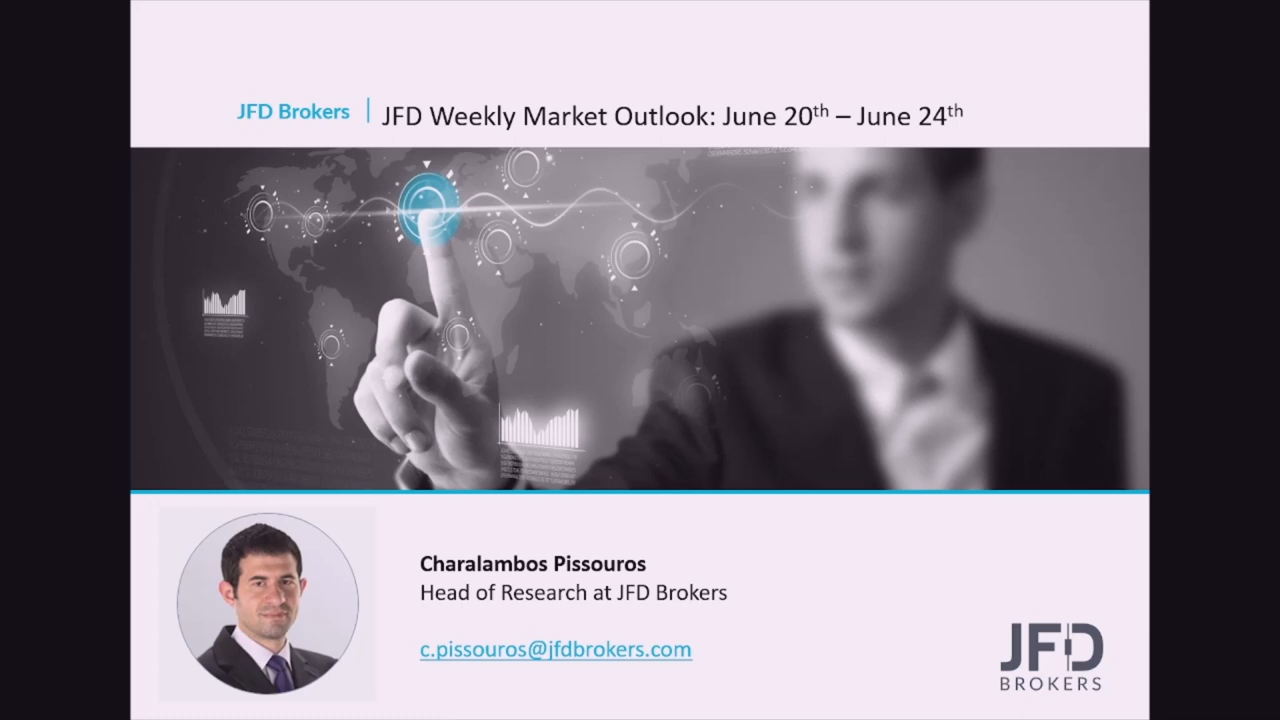 JFD Brokers
JFD Weekly Market Outlook: June 20th – June 24th
Charalambos Pissouros
Head of Research at JFD Brokers
c.pissouros@jfdbrokers.com
JFD
BROKERS